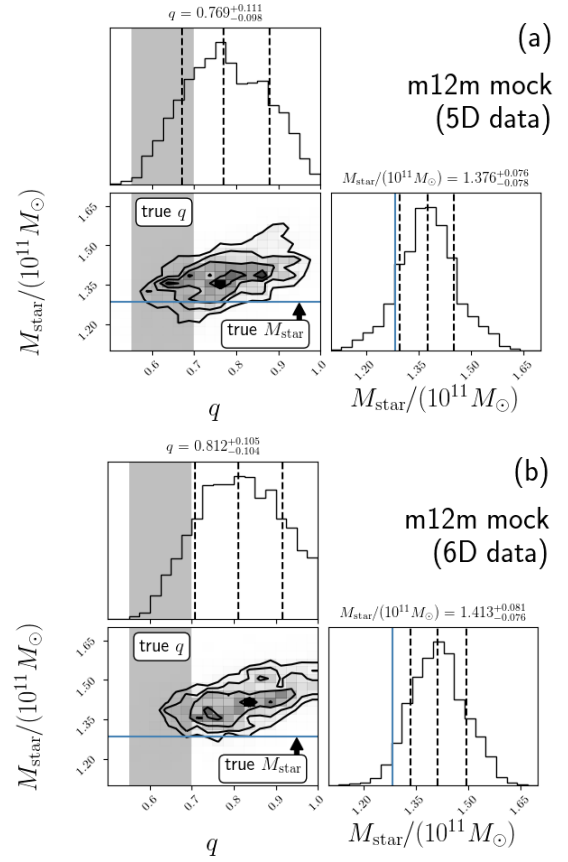 q = 0.769^{+0.111}_{-0.098}
(a)
m12m mock
(5D data)
M_star/(10^11 M_⊙) = 1.376^{+0.076}_{-0.078}
M_star/(10^11 M_⊙)
1.65
1.50
1.35
1.20
true q
true M_star
0.6
0.7
0.8
0.9
1.0
q
1.20
1.35
1.50
1.65
M_star/(10^11 M_⊙)
q = 0.812^{+0.105}_{-0.104}
(b)
m12m mock
(6D data)
M_star/(10^11 M_⊙) = 1.413^{+0.081}_{-0.076}
M_star/(10^11 M_⊙)
1.65
1.50
1.35
1.20
true q
true M_star
0.6
0.7
0.8
0.9
1.0
q
1.20
1.35
1.50
1.65
M_star/(10^11 M_⊙)